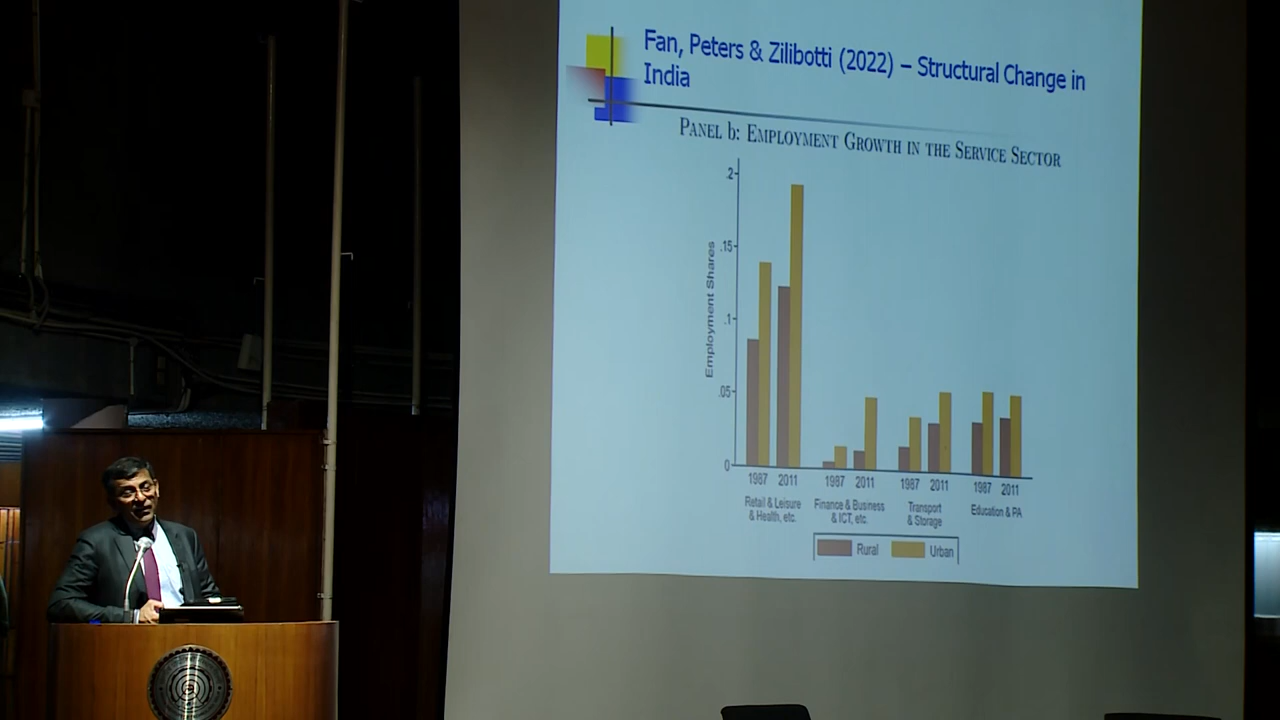 Fan, Peters & Zilibotti (2022) – Structural Change in
India
PANEL b: EMPLOYMENT GROWTH IN THE SERVICE SECTOR
Employment Shares
.2
.15
.1
.05
0
1987 2011 1987 2011 1987 2011 1987 2011
Retail & Leisure
& Health, etc.
Finance & Business
& ICT, etc.
Transport
& Storage
Education & PA
Rural Urban